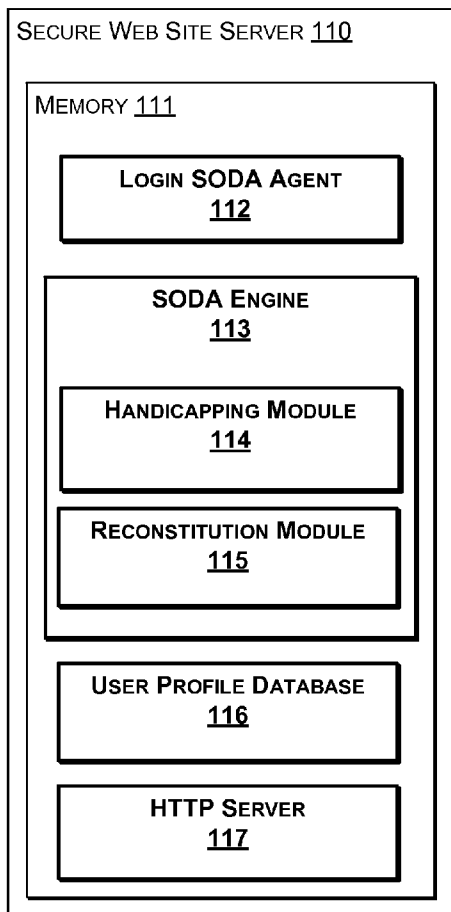 SECURE WEB SITE SERVER 110
MEMORY 111
LOGIN SODA AGENT
112
SODA ENGINE
113
HANDICAPPING MODULE
114
RECONSTITUTION MODULE
115
USER PROFILE DATABASE
116
HTTP SERVER
117